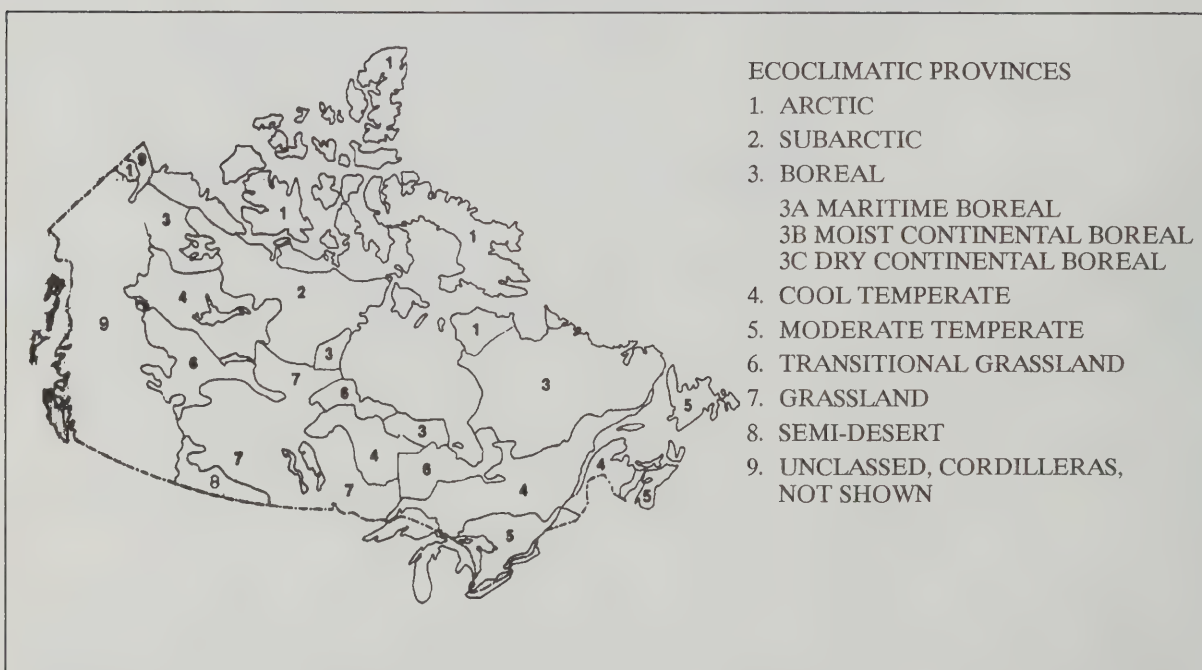 ECOCLIMATIC PROVINCES
1. ARCTIC
2. SUBARCTIC
3. BOREAL
3A MARITIME BOREAL
3B MOIST CONTINENTAL BOREAL
3C DRY CONTINENTAL BOREAL
4. COOL TEMPERATE
5. MODERATE TEMPERATE
6. TRANSITIONAL GRASSLAND
7. GRASSLAND
8. SEMI-DESERT
9. UNCLASSED, CORDILLERAS,
NOT SHOWN
1
1
3
1
1
2
4
9
1
3
6
7
3
6
5
3
4
6
7
8
7
4
4
5
5